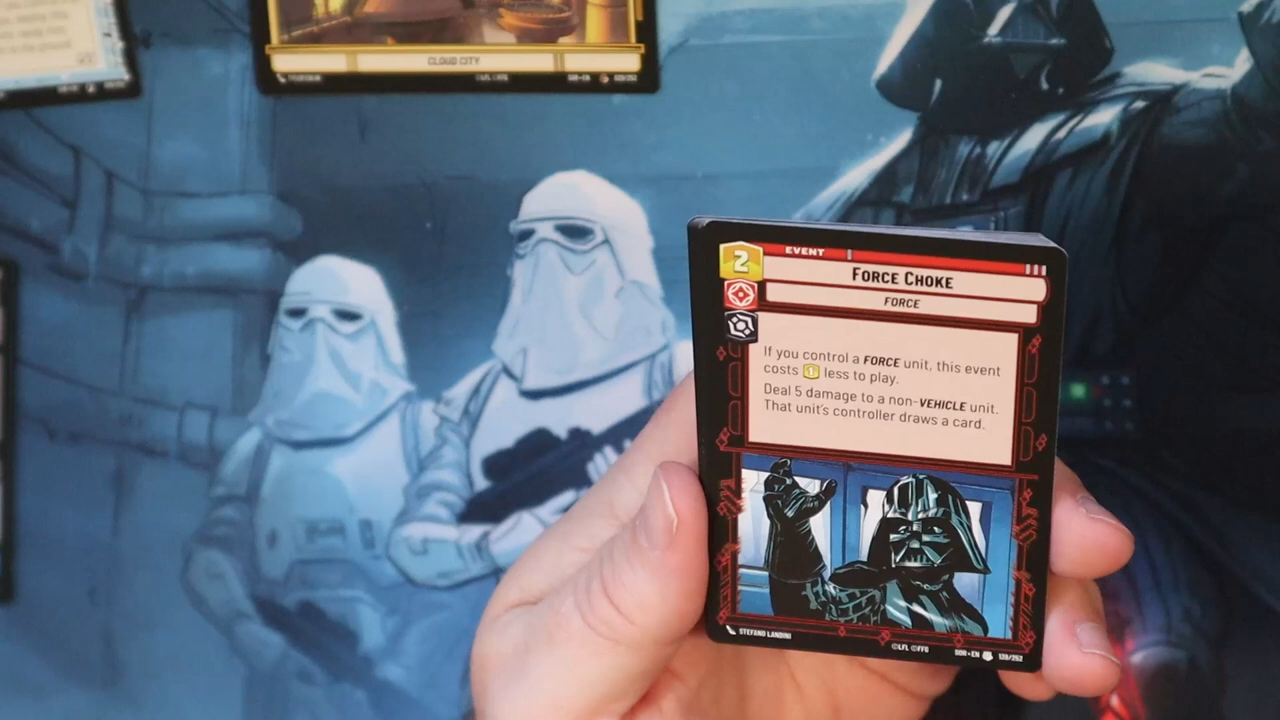 CLOUD CITY
2
EVENT
FORCE CHOKE
FORCE
If you control a FORCE unit, this event
costs 1 less to play.
Deal 5 damage to a non-VEHICLE unit.
That unit's controller draws a card.
STEFANO LANDINI
©LFL ©FFG
SOR • EN
139/252